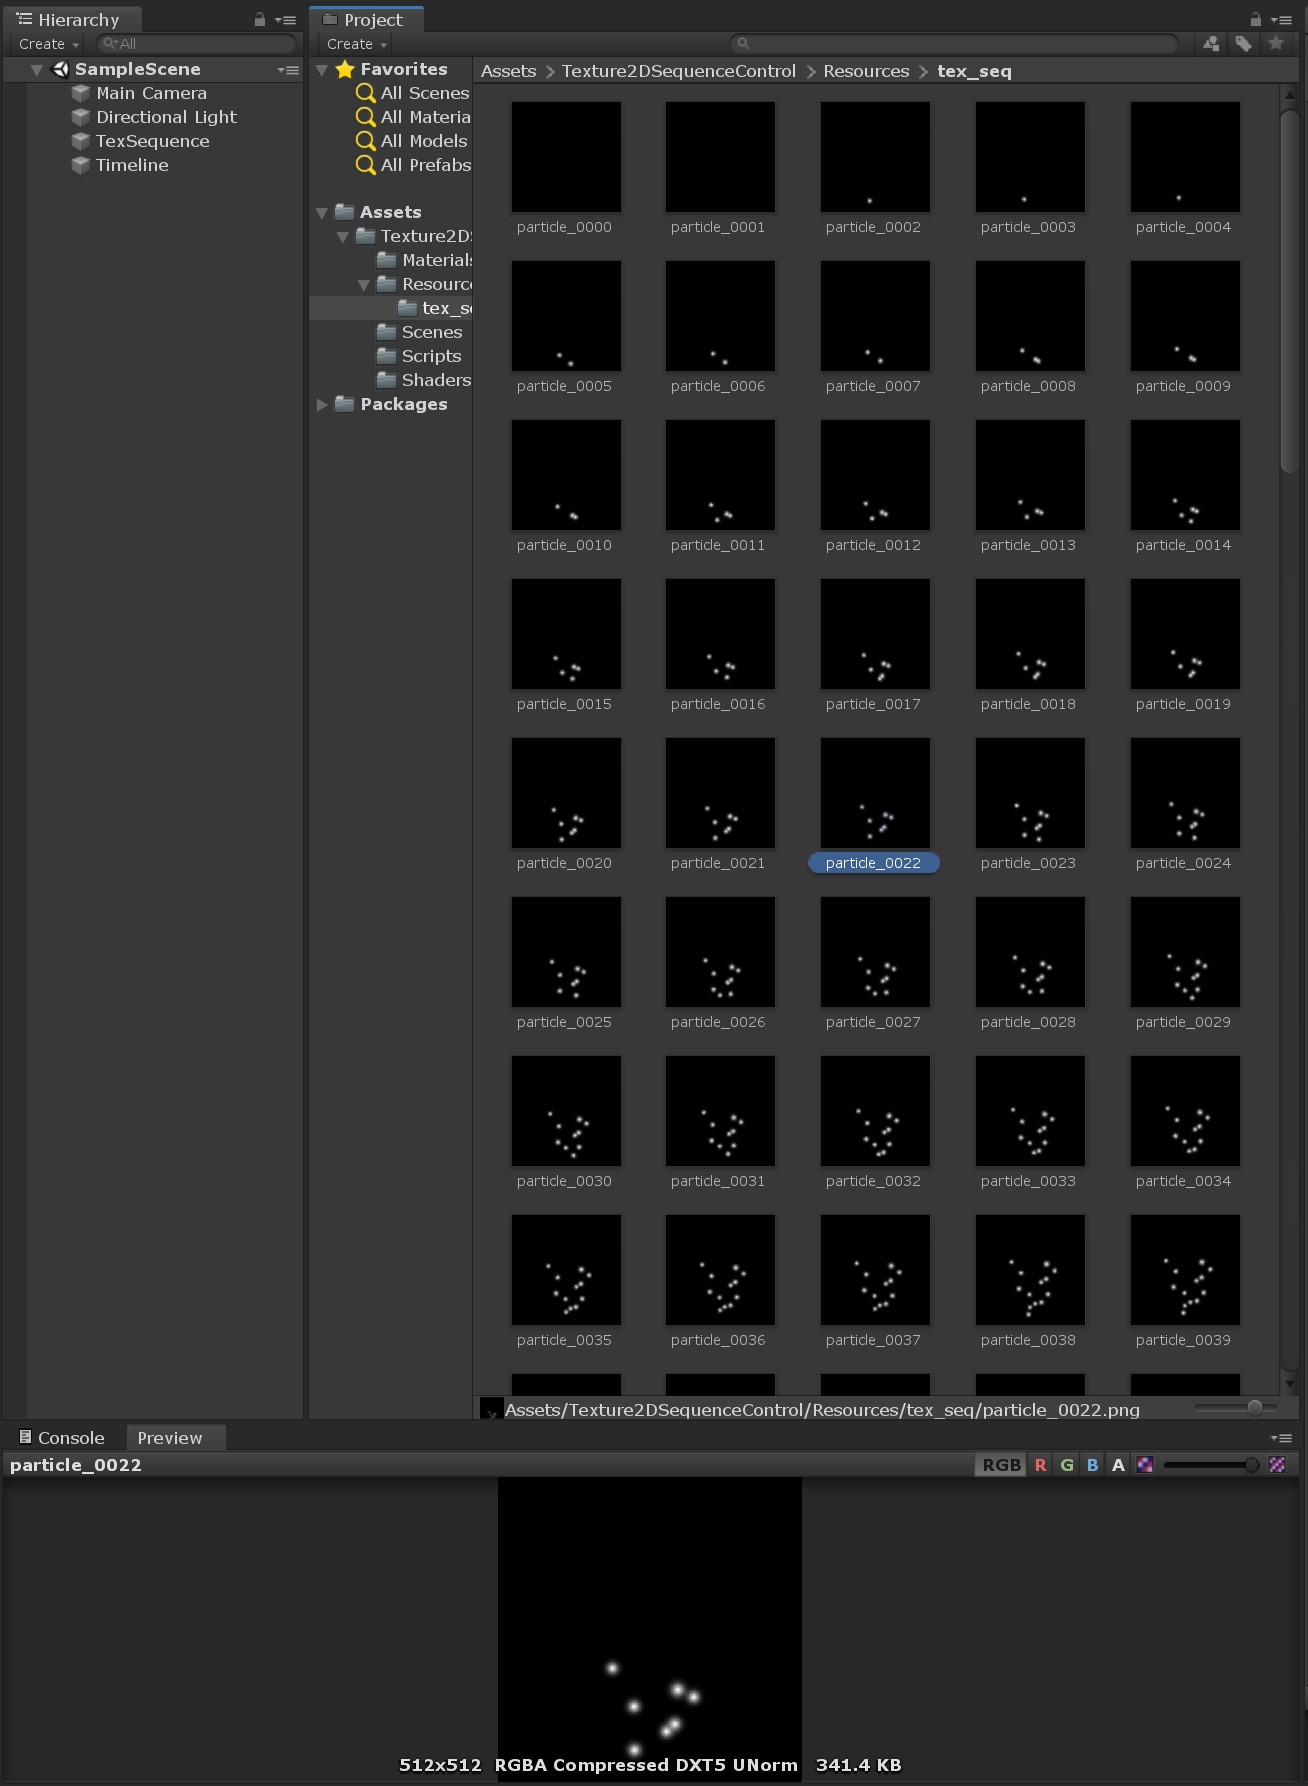 Hierarchy
Create All
SampleScene
Main Camera
Directional Light
TexSequence
Timeline
Project
Create
Favorites
All Scenes
All Materia
All Models
All Prefabs
Assets
Texture2DS
Materials
Resource
tex_se
Scenes
Scripts
Shaders
Packages
Assets > Texture2DSequenceControl > Resources > tex_seq
particle_0000 particle_0001 particle_0002 particle_0003 particle_0004
particle_0005 particle_0006 particle_0007 particle_0008 particle_0009
particle_0010 particle_0011 particle_0012 particle_0013 particle_0014
particle_0015 particle_0016 particle_0017 particle_0018 particle_0019
particle_0020 particle_0021 particle_0022 particle_0023 particle_0024
particle_0025 particle_0026 particle_0027 particle_0028 particle_0029
particle_0030 particle_0031 particle_0032 particle_0033 particle_0034
particle_0035 particle_0036 particle_0037 particle_0038 particle_0039
Assets/Texture2DSequenceControl/Resources/tex_seq/particle_0022.png
Console Preview
particle_0022 RGB R G B A
512x512 RGBA Compressed DXT5 UNorm 341.4 KB